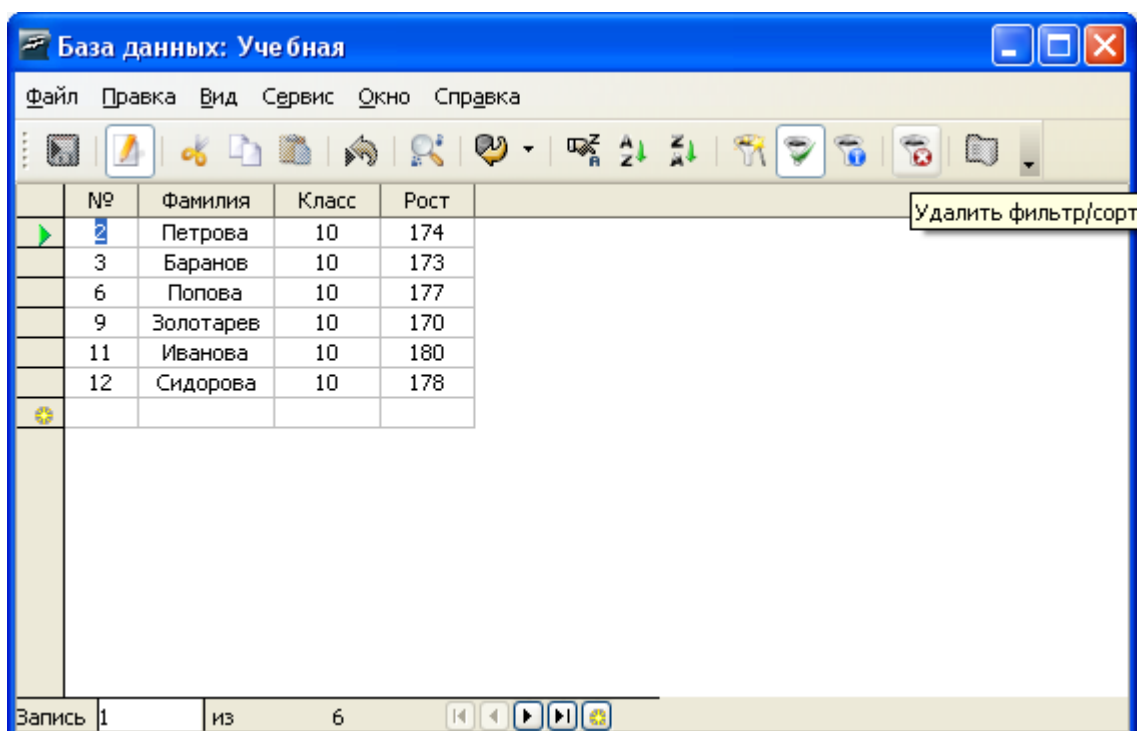 База данных: Учебная
Файл Правка Вид Сервис Окно Справка
№ Фамилия Класс Рост
Удалить фильтр/сорт
2 Петрова 10 174
3 Баранов 10 173
6 Попова 10 177
9 Золотарев 10 170
11 Иванова 10 180
12 Сидорова 10 178
Запись 1 из 6